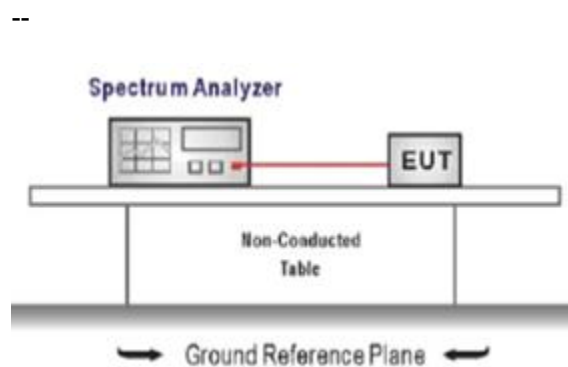 --
Spectrum Analyzer
EUT
Non-Conducted
Table
Ground Reference Plane